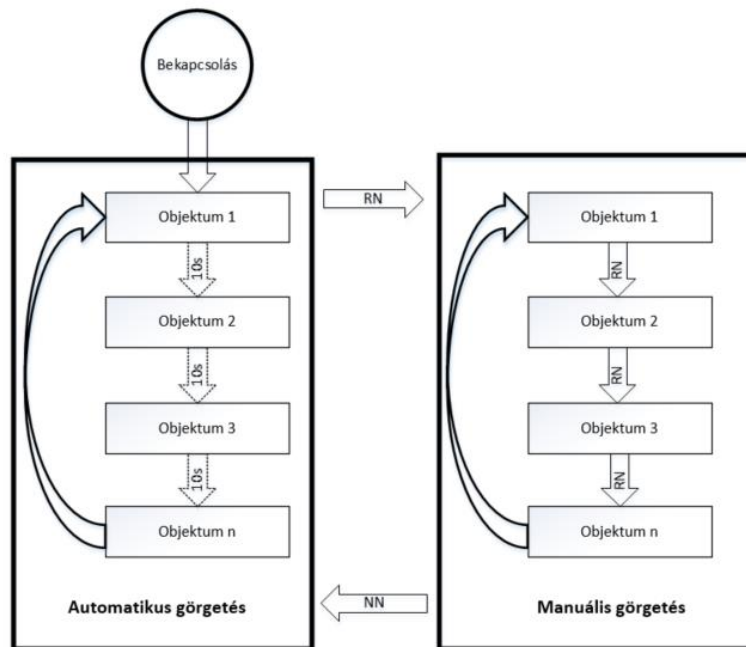 Bekapcsolás
Objektum 1
10s
Objektum 2
10s
Objektum 3
10s
Objektum n
Automatikus görgetés
RN
NN
Objektum 1
RN
Objektum 2
RN
Objektum 3
RN
Objektum n
Manuális görgetés